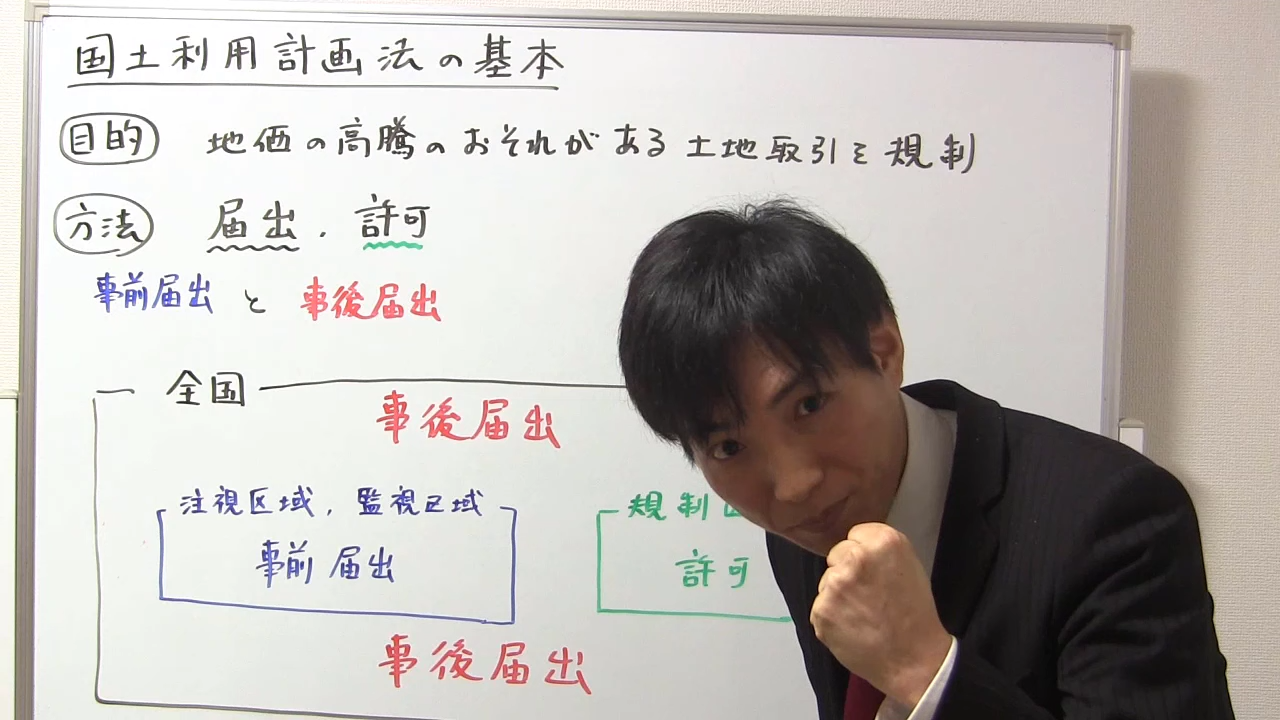 国土利用計画法の基本
目的 地価の高騰のおそれがある土地取引を規制
方法 届出、許可
事前届出と事後届出
全国
事後届出
注視区域,監視区域
規制
事前届出
許可
事後届出